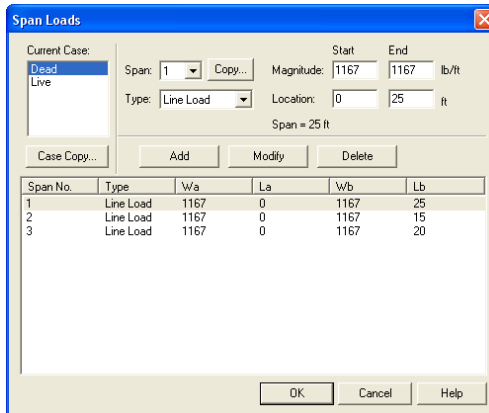 Span Loads
Current Case:
Dead
Live
Case Copy...
Span: 1 Copy...
Type: Line Load
Start End
Magnitude: 1167 1167 lb/ft
Location: 0 25 ft
Span = 25 ft
Add Modify Delete
Span No. Type Wa La Wb Lb
1 Line Load 1167 0 1167 25
2 Line Load 1167 0 1167 15
3 Line Load 1167 0 1167 20
OK Cancel Help